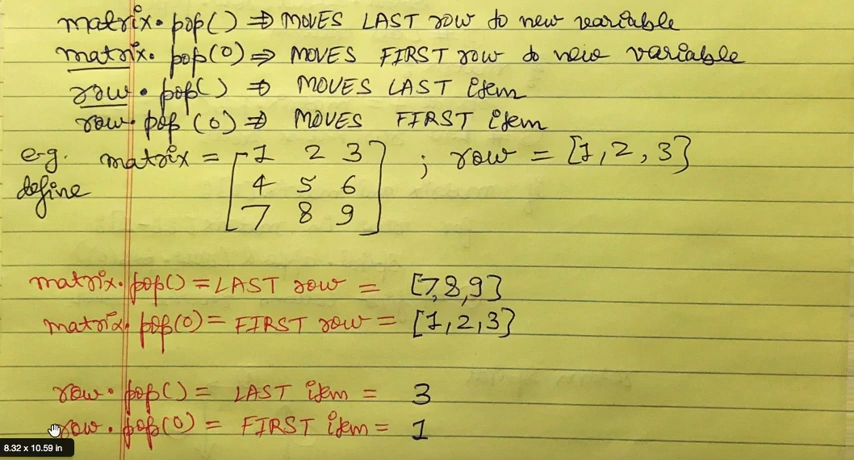 matrix.pop() ⇒ MOVES LAST row to new variable
matrix.pop(0) ⇒ MOVES FIRST row to new variable
row.pop() ⇒ MOVES LAST item
row.pop(0) ⇒ MOVES FIRST item
e.g. define matrix = [1 2 3 ; row = [1,2,3]
4 5 6
7 8 9]
matrix.pop() = LAST row = [7,8,9]
matrix.pop(0) = FIRST row = [1,2,3]
row.pop() = LAST item = 3
row.pop(0) = FIRST item = 1
8.32 x 10.59 in